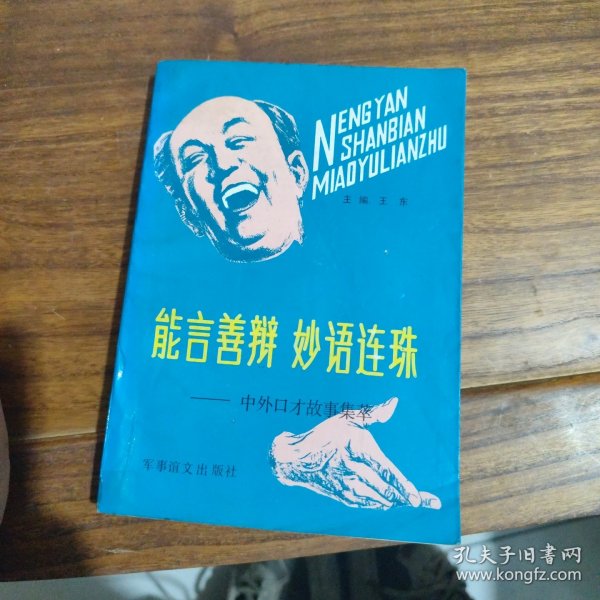 NENGYAN
SHANBIAN
MIAOYULIANZHU
主编 王东
能言善辩 妙语连珠
——中外口才故事集萃
军事谊文出版社
孔夫子旧书网
www.kongfz.com